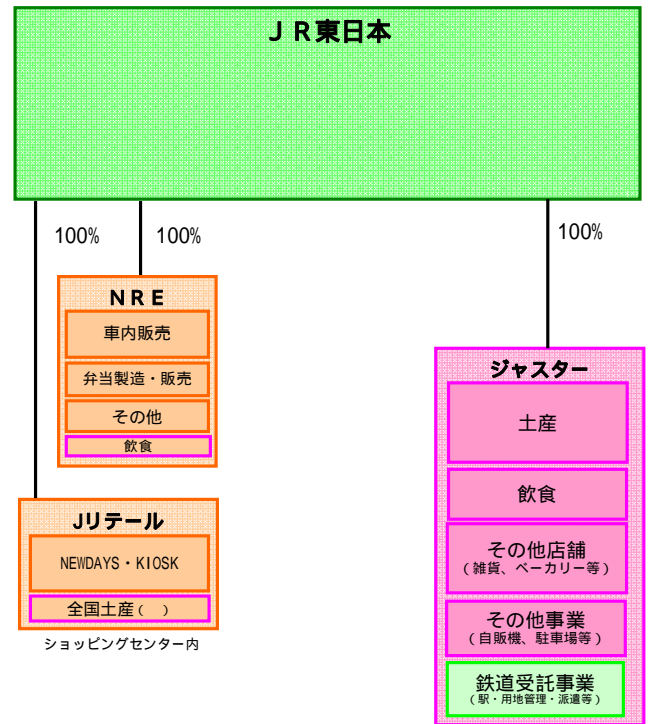 ＪＲ東日本
100%
100%
100%
ＮＲＥ
車内販売
弁当製造・販売
その他
飲食
Jリテール
NEWDAYS・KIOSK
全国土産(　)
ショッピングセンター内
ジャスター
土産
飲食
その他店舗
(雑貨、ベーカリー等)
その他事業
(自販機、駐車場等)
鉄道受託事業
(駅・用地管理・派遣等)